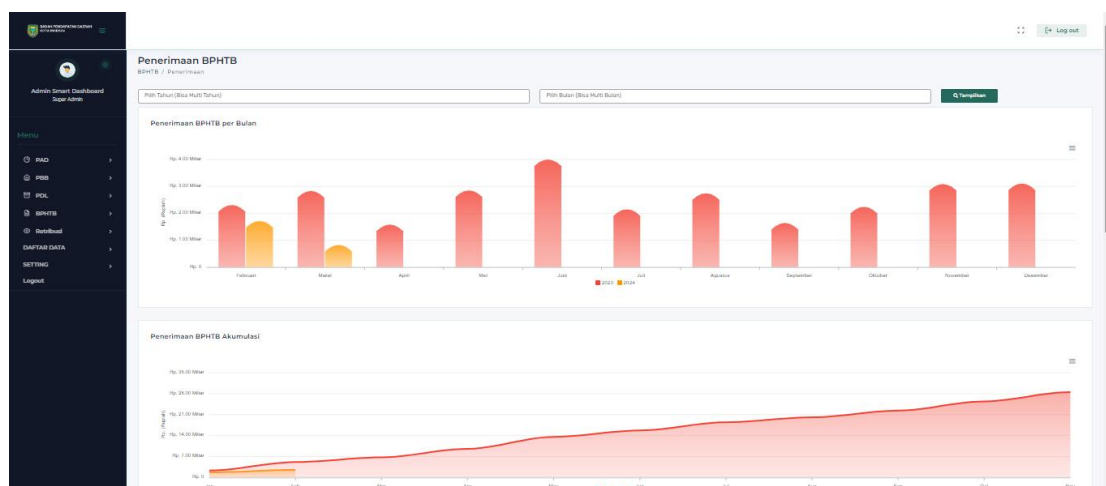 BADAN PENDAPATAN DAERAH
Log out
Admin Smart Dashboard
Super Admin
Menu
PAD
PBB
PDL
BPHTB
Retribusi
DAFTAR DATA
SETTING
Logout
Penerimaan BPHTB
BPHTB / Penerimaan
Pilih Tahun (Bisa Multi Tahun)
Pilih Bulan (Bisa Multi Bulan)
Tampilkan
Penerimaan BPHTB per Bulan
Rp. (Rupiah)
Rp. 4.00 Miliar
Rp. 3.00 Miliar
Rp. 2.00 Miliar
Rp. 1.00 Miliar
Rp. 0
Februari Maret April Mei Juni Juli Agustus September Oktober November Desember
2023 2024
Penerimaan BPHTB Akumulasi
Rp. (Rupiah)
Rp. 35.00 Miliar
Rp. 28.00 Miliar
Rp. 21.00 Miliar
Rp. 14.00 Miliar
Rp. 7.00 Miliar
Rp. 0